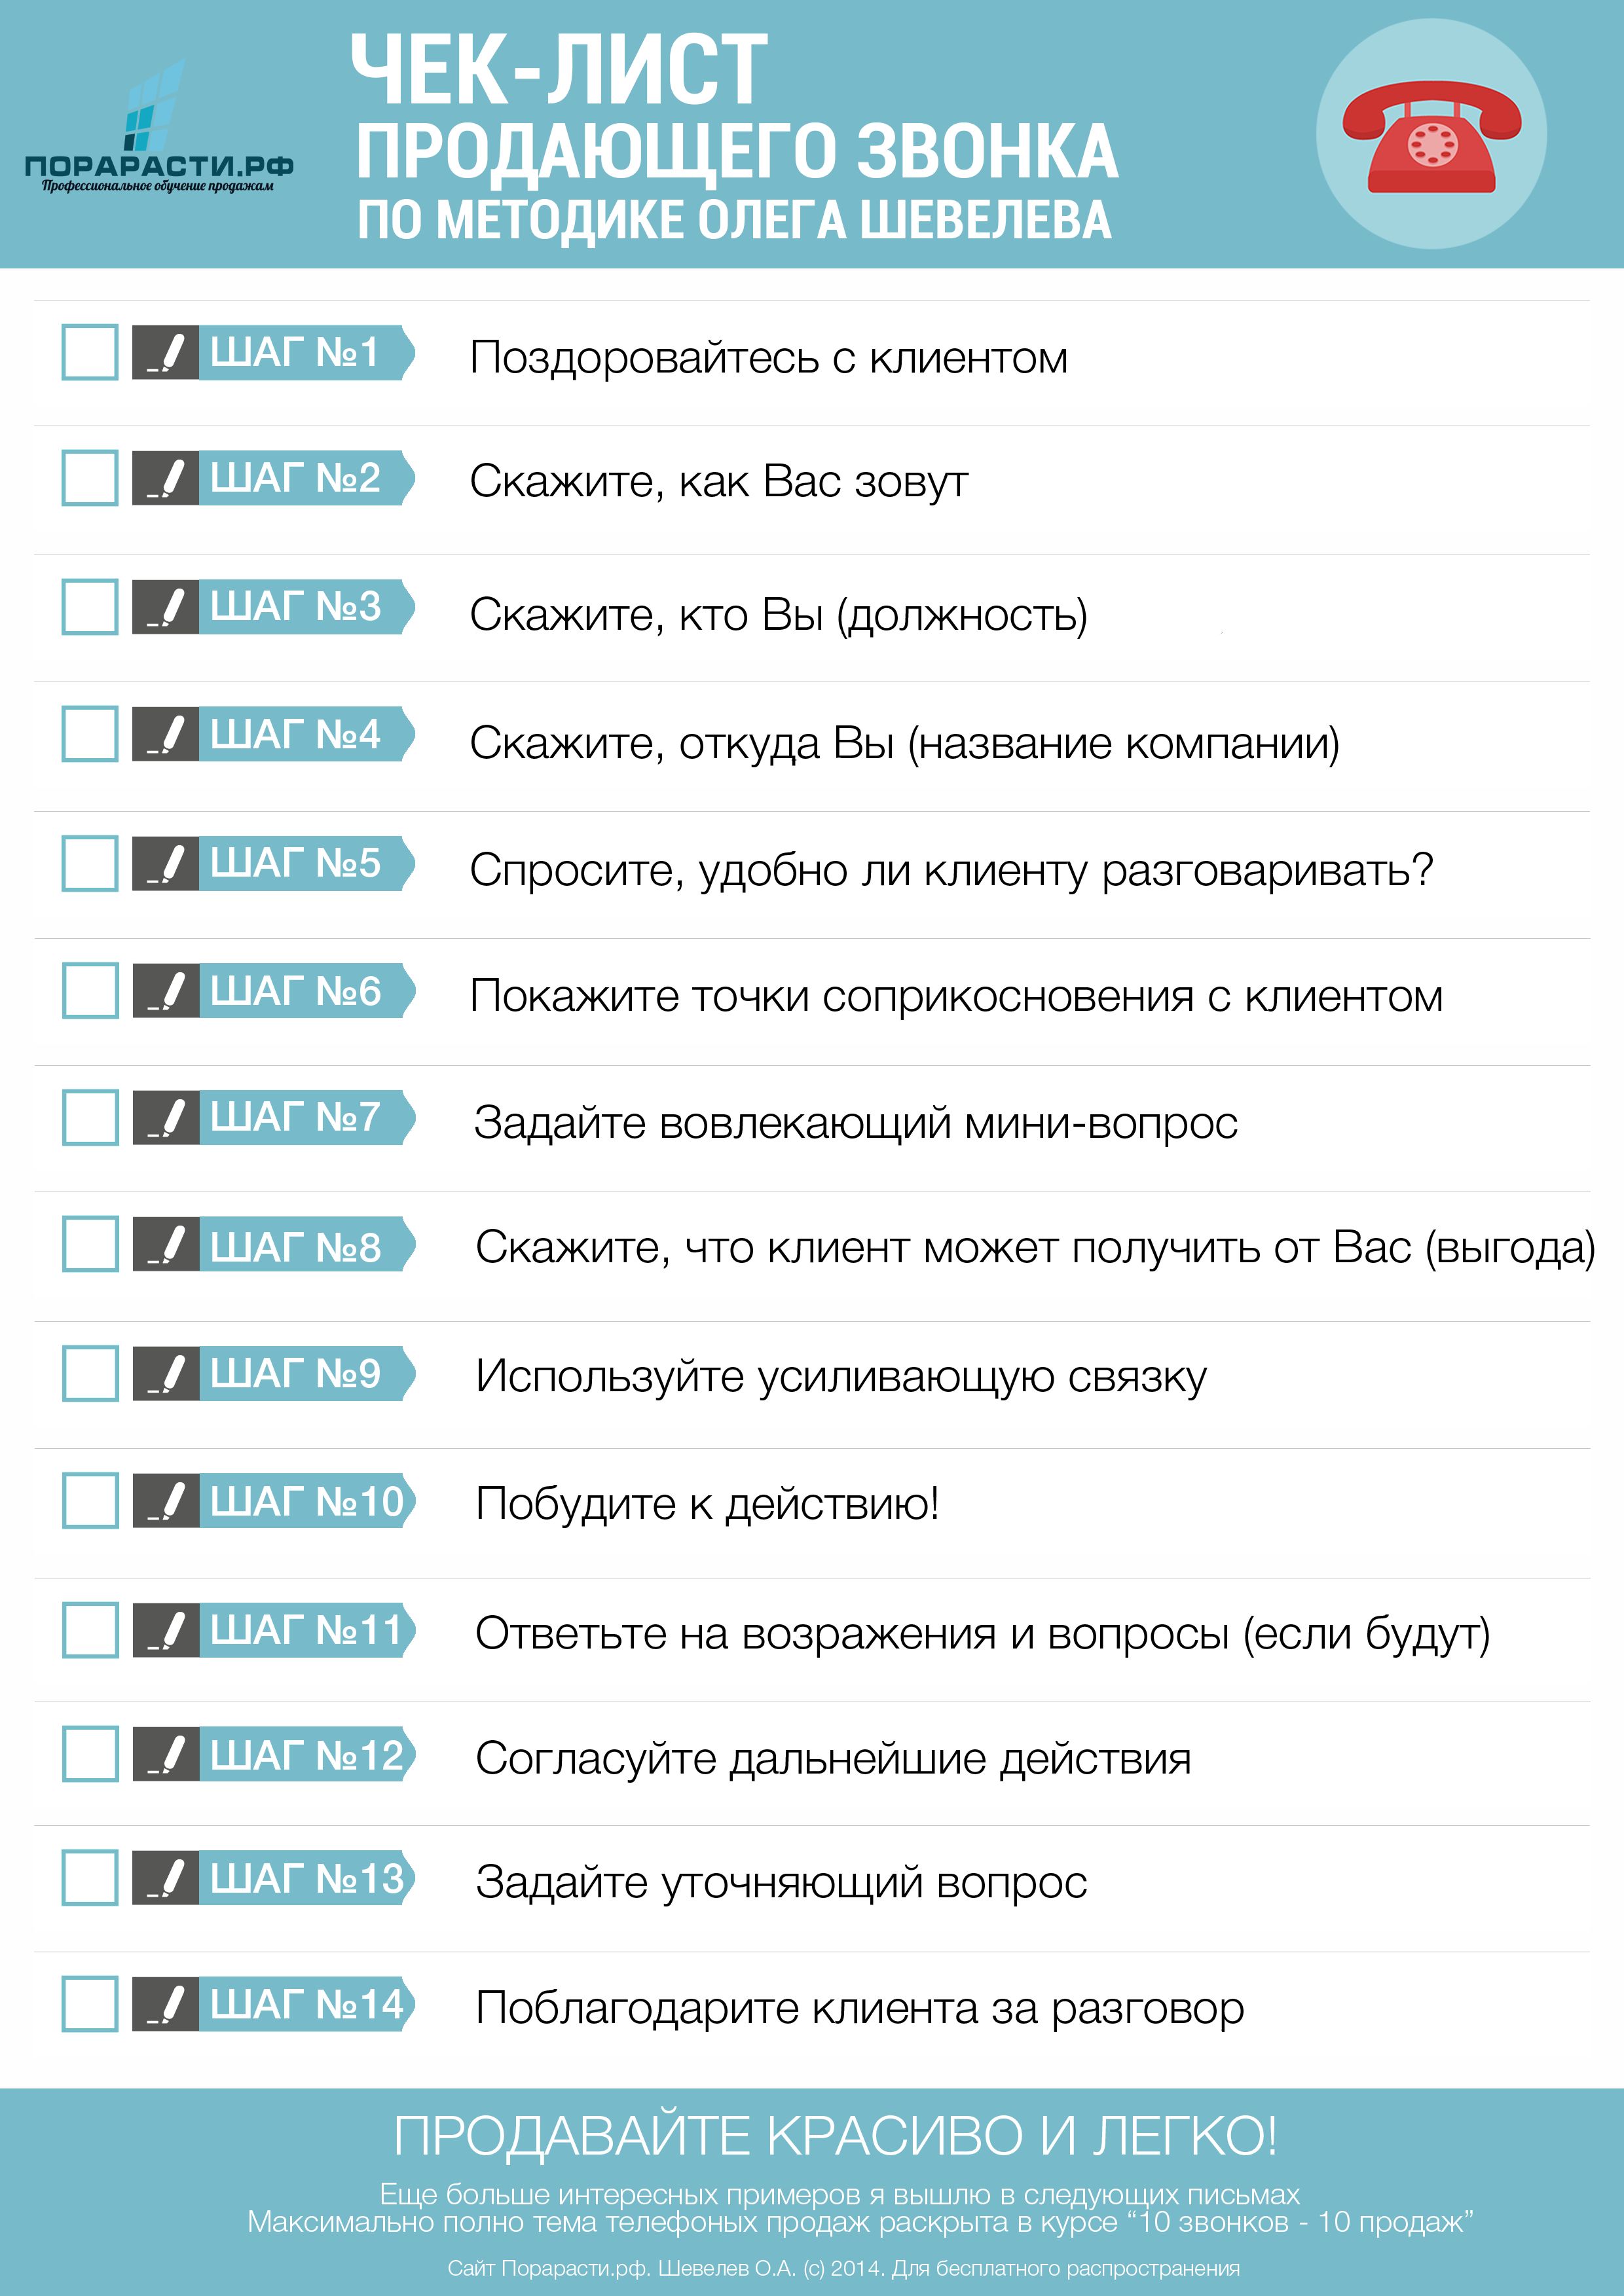 ПОРАРАСТИ.РФ
Профессиональное обучение продажам
ЧЕК-ЛИСТ
ПРОДАЮЩЕГО ЗВОНКА
ПО МЕТОДИКЕ ОЛЕГА ШЕВЕЛЕВА
ШАГ №1 Поздоровайтесь с клиентом
ШАГ №2 Скажите, как Вас зовут
ШАГ №3 Скажите, кто Вы (должность)
ШАГ №4 Скажите, откуда Вы (название компании)
ШАГ №5 Спросите, удобно ли клиенту разговаривать?
ШАГ №6 Покажите точки соприкосновения с клиентом
ШАГ №7 Задайте вовлекающий мини-вопрос
ШАГ №8 Скажите, что клиент может получить от Вас (выгода)
ШАГ №9 Используйте усиливающую связку
ШАГ №10 Побудите к действию!
ШАГ №11 Ответьте на возражения и вопросы (если будут)
ШАГ №12 Согласуйте дальнейшие действия
ШАГ №13 Задайте уточняющий вопрос
ШАГ №14 Поблагодарите клиента за разговор
ПРОДАВАЙТЕ КРАСИВО И ЛЕГКО!
Еще больше интересных примеров я вышлю в следующих письмах
Максимально полно тема телефоных продаж раскрыта в курсе “10 звонков - 10 продаж”
Сайт Порарасти.рф. Шевелев О.А. (с) 2014. Для бесплатного распространения